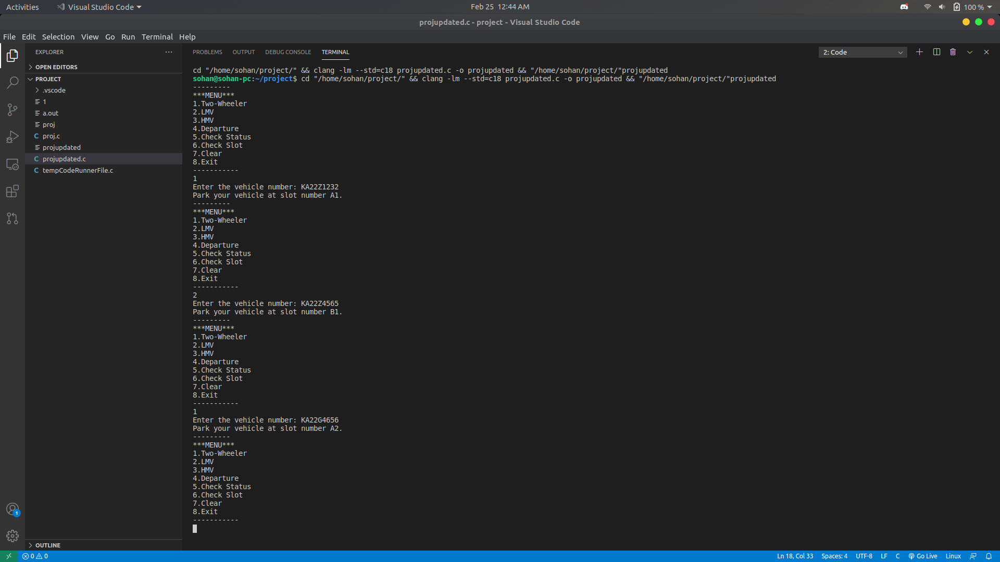 Activities Visual Studio Code Feb 25 12:44 AM 100 %
projupdated.c - project - Visual Studio Code
File Edit Selection View Go Run Terminal Help
EXPLORER ···
OPEN EDITORS
PROJECT
.vscode
1
a.out
proj
C proj.c
projupdated
C projupdated.c
C tempCodeRunnerFile.c
OUTLINE
PROBLEMS OUTPUT DEBUG CONSOLE TERMINAL 2: Code
cd "/home/sohan/project/" && clang -lm --std=c18 projupdated.c -o projupdated && "/home/sohan/project/"projupdated
sohan@sohan-pc:~/project$ cd "/home/sohan/project/" && clang -lm --std=c18 projupdated.c -o projupdated && "/home/sohan/project/"projupdated
---------
***MENU***
1.Two-Wheeler
2.LMV
3.HMV
4.Departure
5.Check Status
6.Check Slot
7.Clear
8.Exit
-----------
1
Enter the vehicle number: KA22Z1232
Park your vehicle at slot number A1.
---------
***MENU***
1.Two-Wheeler
2.LMV
3.HMV
4.Departure
5.Check Status
6.Check Slot
7.Clear
8.Exit
-----------
2
Enter the vehicle number: KA22Z4565
Park your vehicle at slot number B1.
---------
***MENU***
1.Two-Wheeler
2.LMV
3.HMV
4.Departure
5.Check Status
6.Check Slot
7.Clear
8.Exit
-----------
1
Enter the vehicle number: KA22G4656
Park your vehicle at slot number A2.
---------
***MENU***
1.Two-Wheeler
2.LMV
3.HMV
4.Departure
5.Check Status
6.Check Slot
7.Clear
8.Exit
-----------
1
0 0 Ln 18, Col 33 Spaces: 4 UTF-8 LF C Go Live Linux